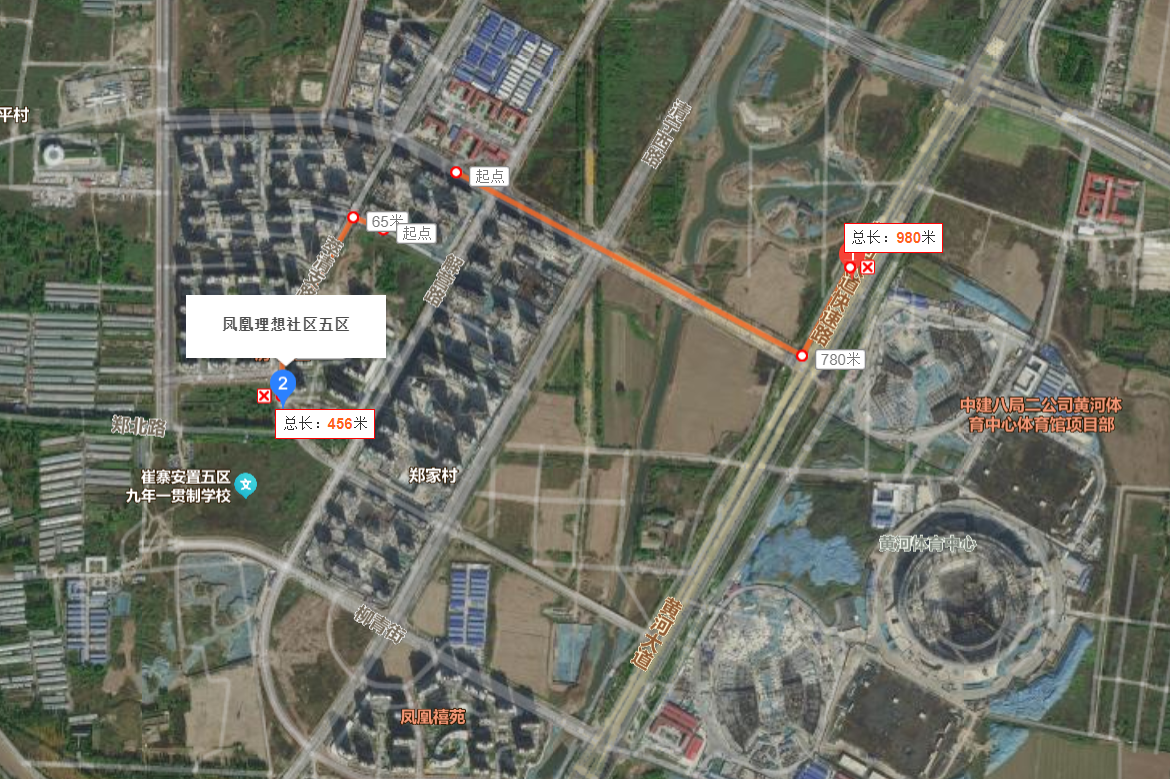 平村
起点
65米
起点
总长：980米
凤凰理想社区五区
780米
2
总长：456米
郑北路
中建八局二公司黄河体
育中心体育馆项目部
崔寨安置五区
九年一贯制学校
文
郑家村
黄河体育中心
柳青街
黄河大道
凤凰禧苑